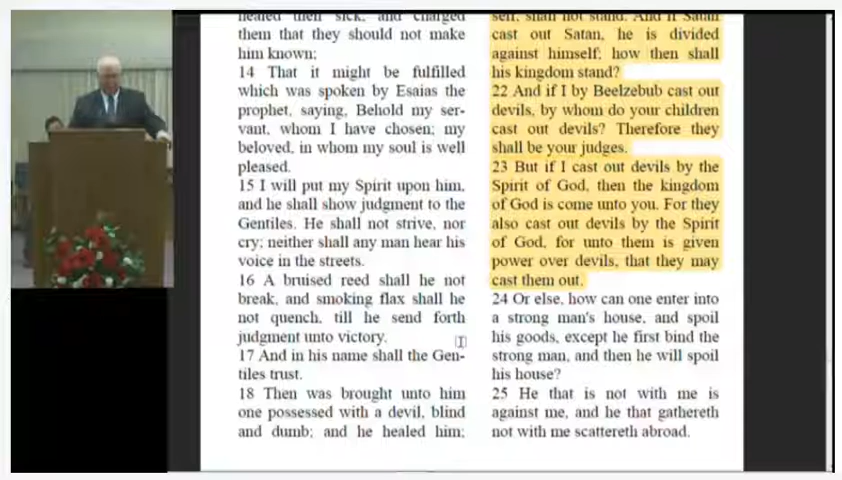 healed their sick, and charged
them that they should not make
him known;
14 That it might be fulfilled
which was spoken by Esaias the
prophet, saying, Behold my ser-
vant, whom I have chosen; my
beloved, in whom my soul is well
pleased.
15 I will put my Spirit upon him,
and he shall show judgment to the
Gentiles. He shall not strive, nor
cry; neither shall any man hear his
voice in the streets.
16 A bruised reed shall he not
break, and smoking flax shall he
not quench, till he send forth
judgment unto victory.
17 And in his name shall the Gen-
tiles trust.
18 Then was brought unto him
one possessed with a devil, blind
and dumb; and he healed him;
self, shall not stand. And if Satan
cast out Satan, he is divided
against himself; how then shall
his kingdom stand?
22 And if I by Beelzebub cast out
devils, by whom do your children
cast out devils? Therefore they
shall be your judges.
23 But if I cast out devils by the
Spirit of God, then the kingdom
of God is come unto you. For they
also cast out devils by the Spirit
of God, for unto them is given
power over devils, that they may
cast them out.
24 Or else, how can one enter into
a strong man's house, and spoil
his goods, except he first bind the
strong man, and then he will spoil
his house?
25 He that is not with me is
against me, and he that gathereth
not with me scattereth abroad.